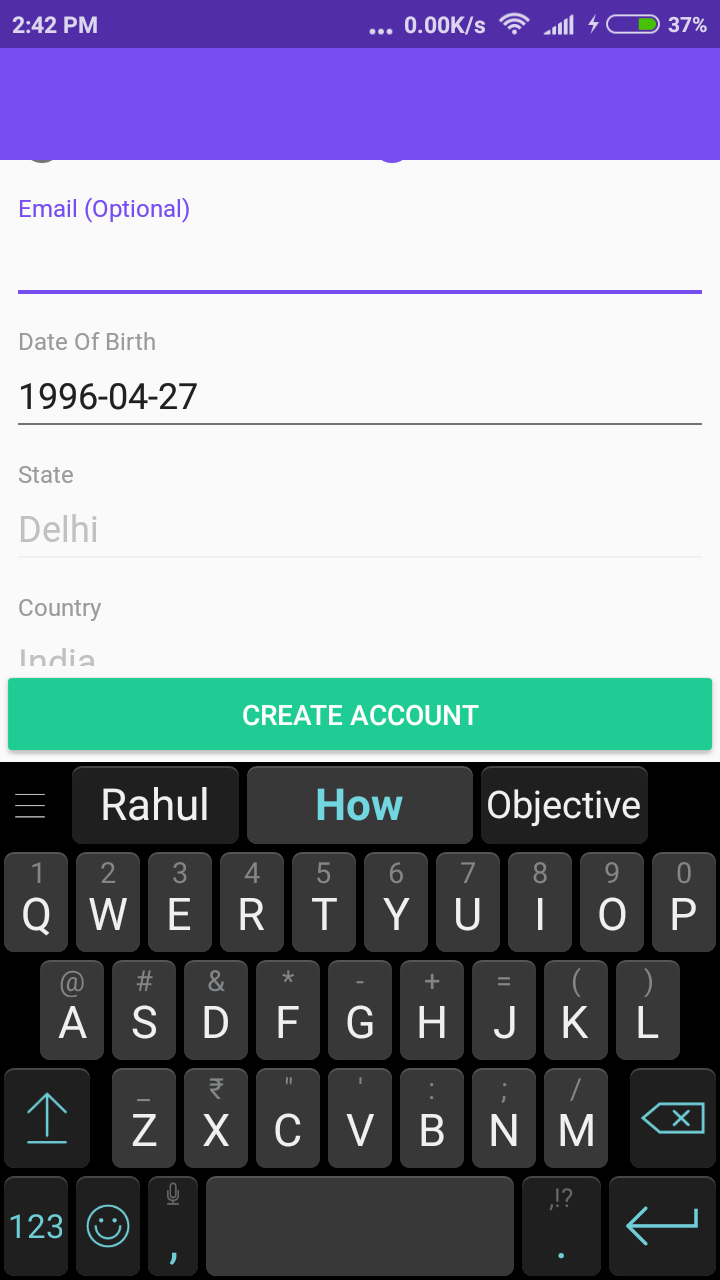 2:42 PM ... 0.00K/s 37%
Email (Optional)
Date Of Birth
1996-04-27
State
Delhi
Country
India
CREATE ACCOUNT
Rahul How Objective
1 2 3 4 5 6 7 8 9 0
Q W E R T Y U I O P
@ # & * - + = ( )
A S D F G H J K L
_ ₹ " ' : ; /
Z X C V B N M
123 , ,!? .